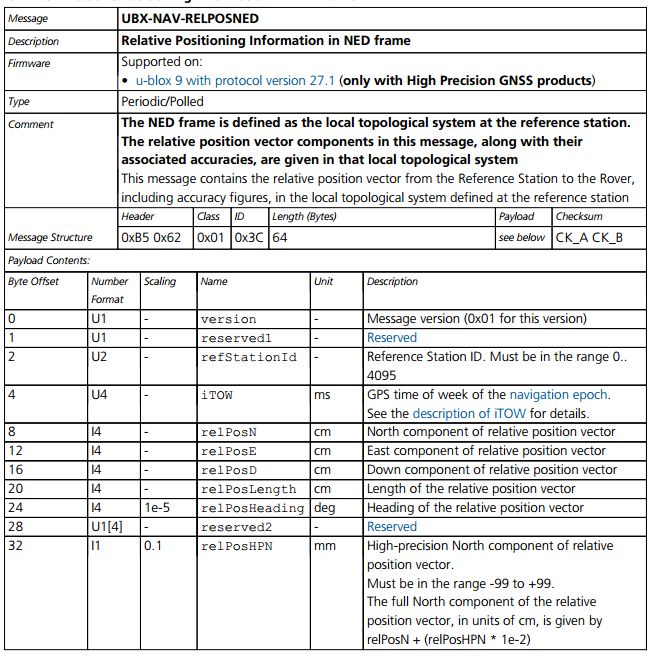 Message UBX-NAV-RELPOSNED
Description Relative Positioning Information in NED frame
Firmware Supported on:
• u-blox 9 with protocol version 27.1 (only with High Precision GNSS products)
Type Periodic/Polled
Comment The NED frame is defined as the local topological system at the reference station.
The relative position vector components in this message, along with their
associated accuracies, are given in that local topological system
This message contains the relative position vector from the Reference Station to the Rover,
including accuracy figures, in the local topological system defined at the reference station
Header Class ID Length (Bytes) Payload Checksum
Message Structure 0xB5 0x62 0x01 0x3C 64 see below CK_A CK_B
Payload Contents:
Byte Offset Number Scaling Name Unit Description
Format
0 U1 - version - Message version (0x01 for this version)
1 U1 - reserved1 - Reserved
2 U2 - refStationId - Reference Station ID. Must be in the range 0..
4095
4 U4 - iTOW ms GPS time of week of the navigation epoch.
See the description of iTOW for details.
8 I4 - relPosN cm North component of relative position vector
12 I4 - relPosE cm East component of relative position vector
16 I4 - relPosD cm Down component of relative position vector
20 I4 - relPosLength cm Length of the relative position vector
24 I4 1e-5 relPosHeading deg Heading of the relative position vector
28 U1[4] - reserved2 - Reserved
32 I1 0.1 relPosHPN mm High-precision North component of relative
position vector.
Must be in the range -99 to +99.
The full North component of the relative
position vector, in units of cm, is given by
relPosN + (relPosHPN * 1e-2)